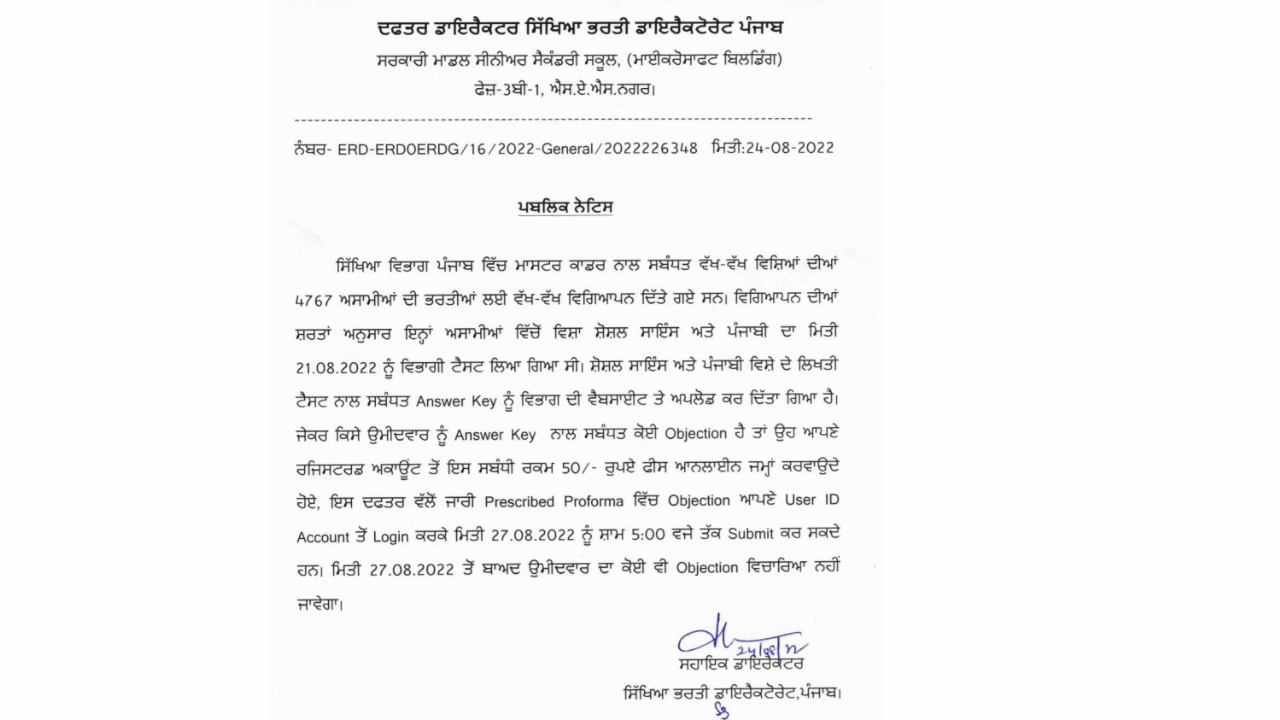 ਦਫਤਰ ਡਾਇਰੈਕਟਰ ਸਿੱਖਿਆ ਭਰਤੀ ਡਾਇਰੈਕਟੋਰੇਟ ਪੰਜਾਬ
ਸਰਕਾਰੀ ਮਾਡਲ ਸੀਨੀਅਰ ਸੈਕੰਡਰੀ ਸਕੂਲ, (ਮਾਈਕਰੋਸਾਫਟ ਬਿਲਡਿੰਗ)
ਫੇਜ਼-3ਬੀ-1, ਐਸ.ਏ.ਐਸ.ਨਗਰ।
ਨੰਬਰ- ERD-ERD0ERDG/16/2022-General/2022226348 ਮਿਤੀ:24-08-2022
ਪਬਲਿਕ ਨੋਟਿਸ
ਸਿੱਖਿਆ ਵਿਭਾਗ ਪੰਜਾਬ ਵਿੱਚ ਮਾਸਟਰ ਕਾਡਰ ਨਾਲ ਸਬੰਧਤ ਵੱਖ-ਵੱਖ ਵਿਸ਼ਿਆਂ ਦੀਆਂ
4767 ਅਸਾਮੀਆਂ ਦੀ ਭਰਤੀਆਂ ਲਈ ਵੱਖ-ਵੱਖ ਵਿਗਿਆਪਨ ਦਿੱਤੇ ਗਏ ਸਨ। ਵਿਗਿਆਪਨ ਦੀਆਂ
ਸ਼ਰਤਾਂ ਅਨੁਸਾਰ ਇਨ੍ਹਾਂ ਅਸਾਮੀਆਂ ਵਿੱਚੋਂ ਵਿਸ਼ਾ ਸ਼ੋਸ਼ਲ ਸਾਇੰਸ ਅਤੇ ਪੰਜਾਬੀ ਦਾ ਮਿਤੀ
21.08.2022 ਨੂੰ ਵਿਭਾਗੀ ਟੈਸਟ ਲਿਆ ਗਿਆ ਸੀ। ਸ਼ੋਸ਼ਲ ਸਾਇੰਸ ਅਤੇ ਪੰਜਾਬੀ ਵਿਸ਼ੇ ਦੇ ਲਿਖਤੀ
ਟੈਸਟ ਨਾਲ ਸਬੰਧਤ Answer Key ਨੂੰ ਵਿਭਾਗ ਦੀ ਵੈਬਸਾਈਟ ਤੇ ਅਪਲੋਡ ਕਰ ਦਿੱਤਾ ਗਿਆ ਹੈ।
ਜੇਕਰ ਕਿਸੇ ਉਮੀਦਵਾਰ ਨੂੰ Answer Key ਨਾਲ ਸਬੰਧਤ ਕੋਈ Objection ਹੈ ਤਾਂ ਉਹ ਆਪਣੇ
ਰਜਿਸਟਰਡ ਅਕਾਊਂਟ ਤੋਂ ਇਸ ਸਬੰਧੀ ਰਕਮ 50/- ਰੁਪਏ ਫੀਸ ਆਨਲਾਈਨ ਜਮ੍ਹਾਂ ਕਰਵਾਉਦੇ
ਹੋਏ, ਇਸ ਦਫਤਰ ਵੱਲੋਂ ਜਾਰੀ Prescribed Proforma ਵਿੱਚ Objection ਆਪਣੇ User ID
Account ਤੋਂ Login ਕਰਕੇ ਮਿਤੀ 27.08.2022 ਨੂੰ ਸ਼ਾਮ 5:00 ਵਜੇ ਤੱਕ Submit ਕਰ ਸਕਦੇ
ਹਨ। ਮਿਤੀ 27.08.2022 ਤੋਂ ਬਾਅਦ ਉਮੀਦਵਾਰ ਦਾ ਕੋਈ ਵੀ Objection ਵਿਚਾਰਿਆ ਨਹੀਂ
ਜਾਵੇਗਾ।
ਸਹਾਇਕ ਡਾਇਰੈਕਟਰ
ਸਿੱਖਿਆ ਭਰਤੀ ਡਾਇਰੈਕਟੋਰੇਟ,ਪੰਜਾਬ।